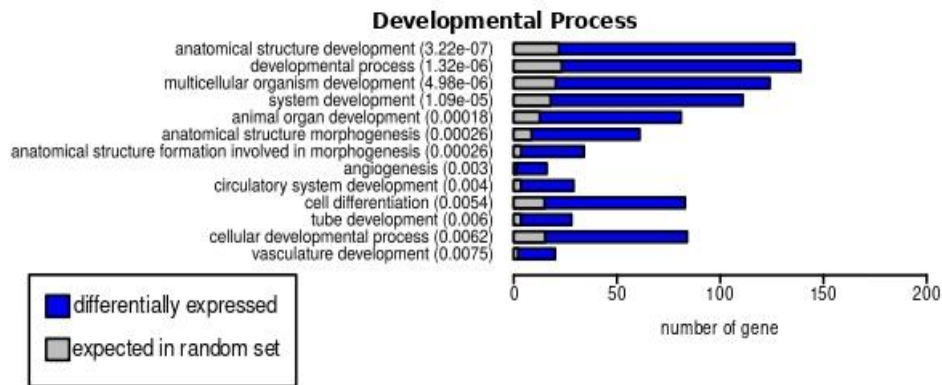 Developmental Process
anatomical structure development (3.22e-07)
developmental process (1.32e-06)
multicellular organism development (4.98e-06)
system development (1.09e-05)
animal organ development (0.00018)
anatomical structure morphogenesis (0.00026)
anatomical structure formation involved in morphogenesis (0.00026)
angiogenesis (0.003)
circulatory system development (0.004)
cell differentiation (0.0054)
tube development (0.006)
cellular developmental process (0.0062)
vasculature development (0.0075)
0 50 100 150 200
number of gene
differentially expressed
expected in random set